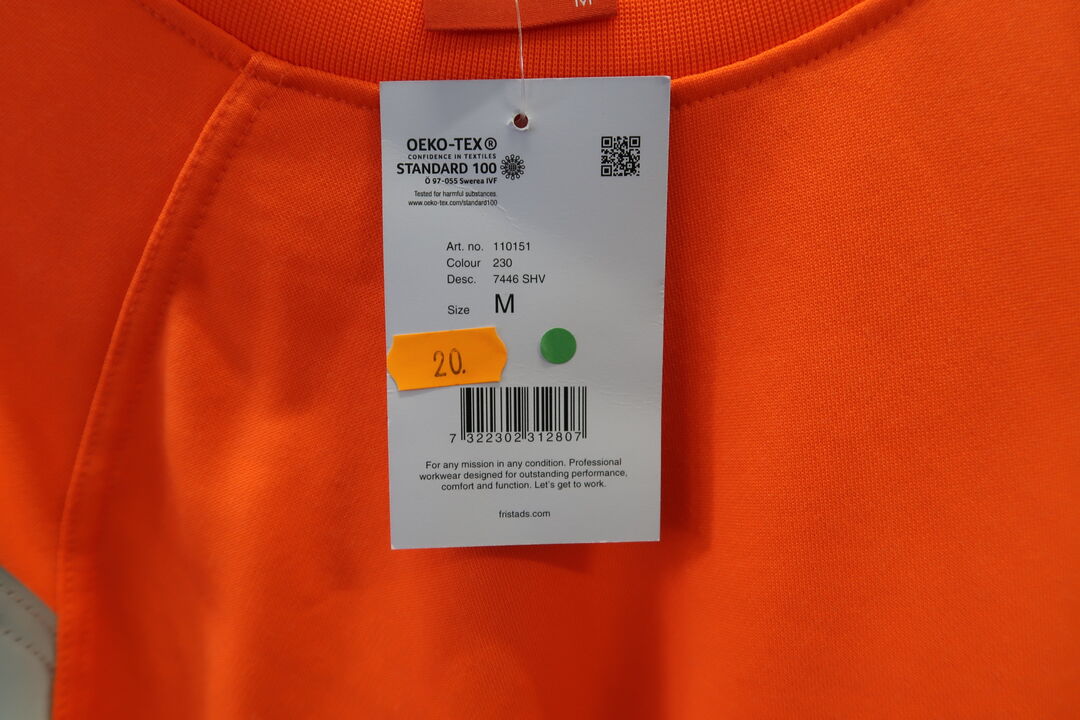 M
OEKO-TEX®
CONFIDENCE IN TEXTILES
STANDARD 100
Ö 97-055 Swerea IVF
Tested for harmful substances.
www.oeko-tex.com/standard100
Art. no. 110151
Colour 230
Desc. 7446 SHV
Size M
20.
7 322302 312807
For any mission in any condition. Professional
workwear designed for outstanding performance,
comfort and function. Let's get to work.
fristads.com